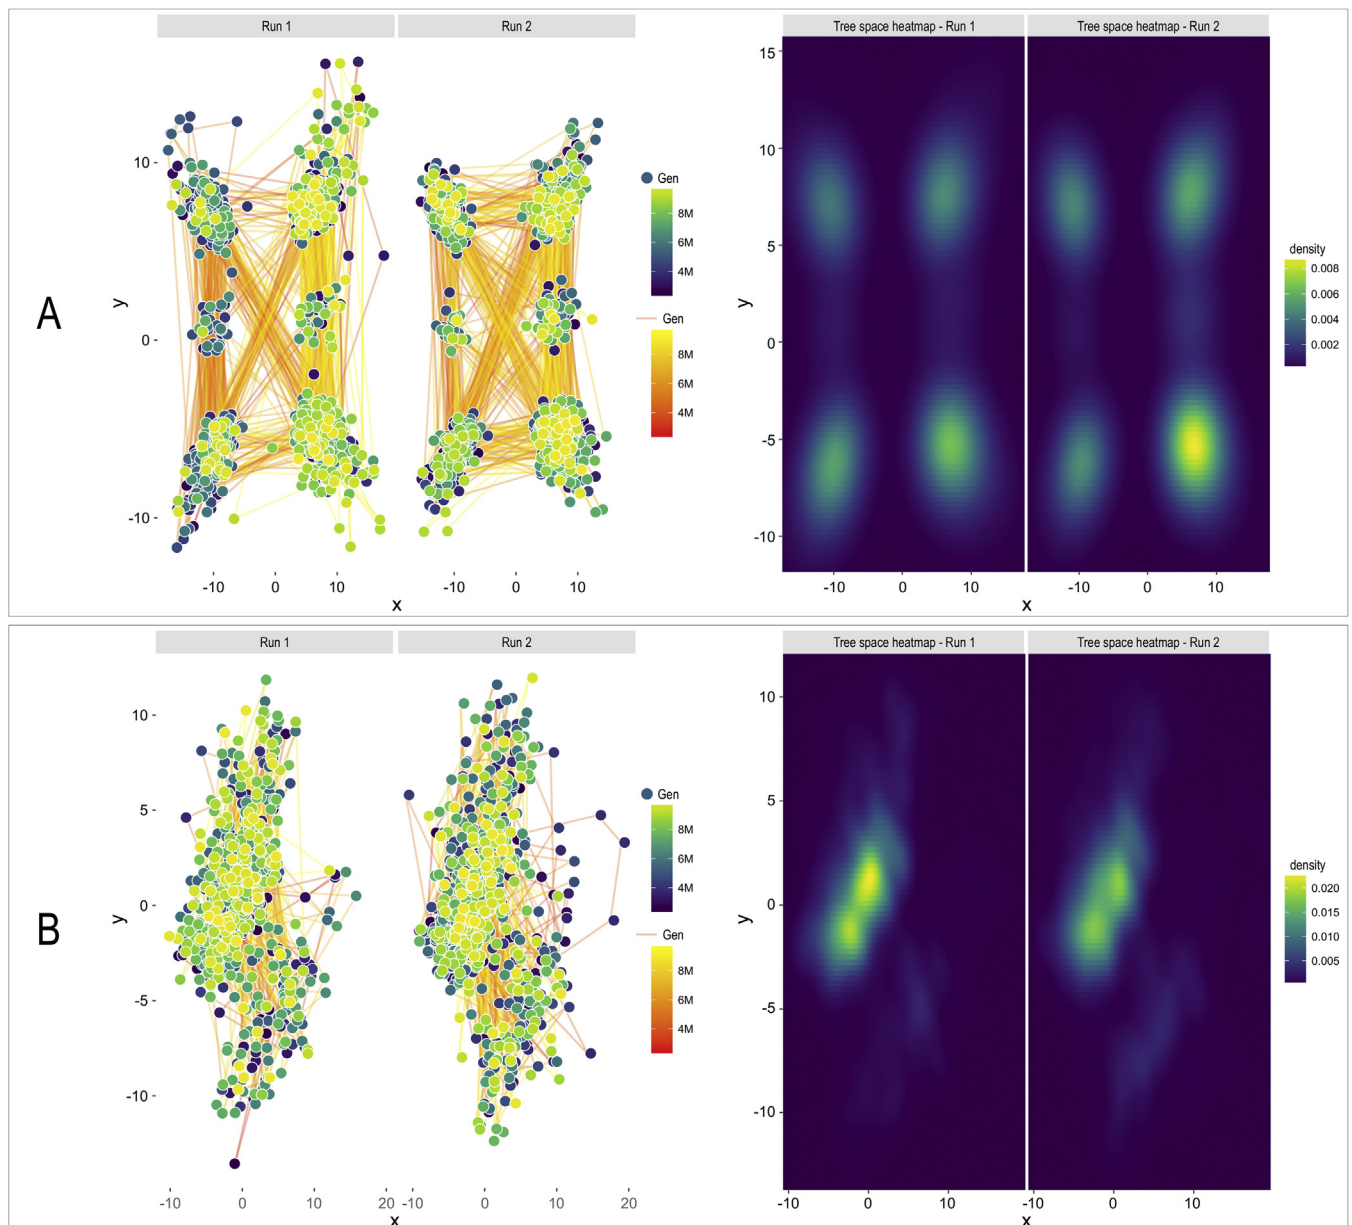 Run 1
Run 2
Tree space heatmap - Run 1
Tree space heatmap - Run 2
A
y
10
0
-10
-10
0
10
-10
0
10
x
Gen
8M
6M
4M
Gen
8M
6M
4M
y
15
10
5
0
-5
-10
-10
0
10
-10
0
10
x
density
0.008
0.006
0.004
0.002
Run 1
Run 2
Tree space heatmap - Run 1
Tree space heatmap - Run 2
B
y
10
5
0
-5
-10
-10
0
10
20
-10
0
10
20
x
Gen
8M
6M
4M
Gen
8M
6M
4M
y
10
5
0
-5
-10
-10
0
10
-10
0
10
x
density
0.020
0.015
0.010
0.005